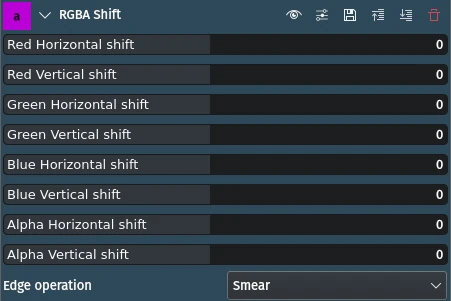 a RGBA Shift
Red Horizontal shift 0
Red Vertical shift 0
Green Horizontal shift 0
Green Vertical shift 0
Blue Horizontal shift 0
Blue Vertical shift 0
Alpha Horizontal shift 0
Alpha Vertical shift 0
Edge operation Smear